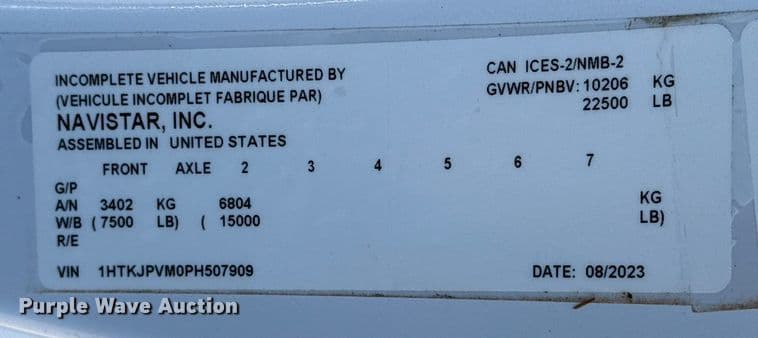 INCOMPLETE VEHICLE MANUFACTURED BY
(VEHICULE INCOMPLET FABRIQUE PAR)
NAVISTAR, INC.
ASSEMBLED IN UNITED STATES
CAN ICES-2/NMB-2
GVWR/PNBV: 10206 KG
22500 LB
FRONT AXLE 2 3 4 5 6 7
G/P
A/N 3402 KG 6804 KG
W/B ( 7500 LB) ( 15000 LB)
R/E
VIN 1HTKJPVM0PH507909 DATE: 08/2023
Purple Wave Auction